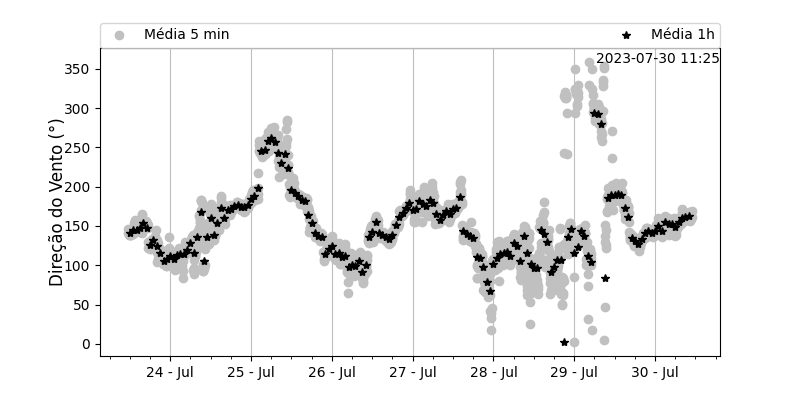 Média 5 min
Média 1h
2023-07-30 11:25
Direção do Vento (°)
350
300
250
200
150
100
50
0
24 - Jul
25 - Jul
26 - Jul
27 - Jul
28 - Jul
29 - Jul
30 - Jul